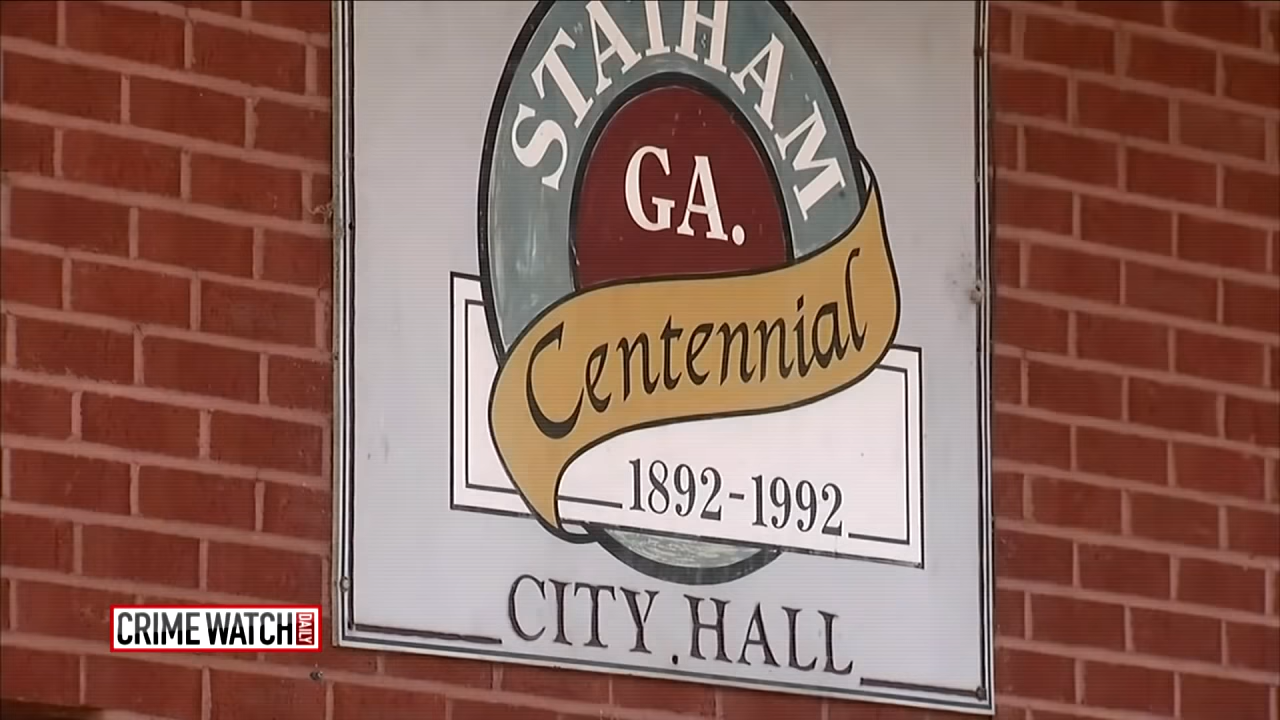 STATHAM
GA.
Centennial
1892-1992
CITY HALL
CRIME WATCH DAILY